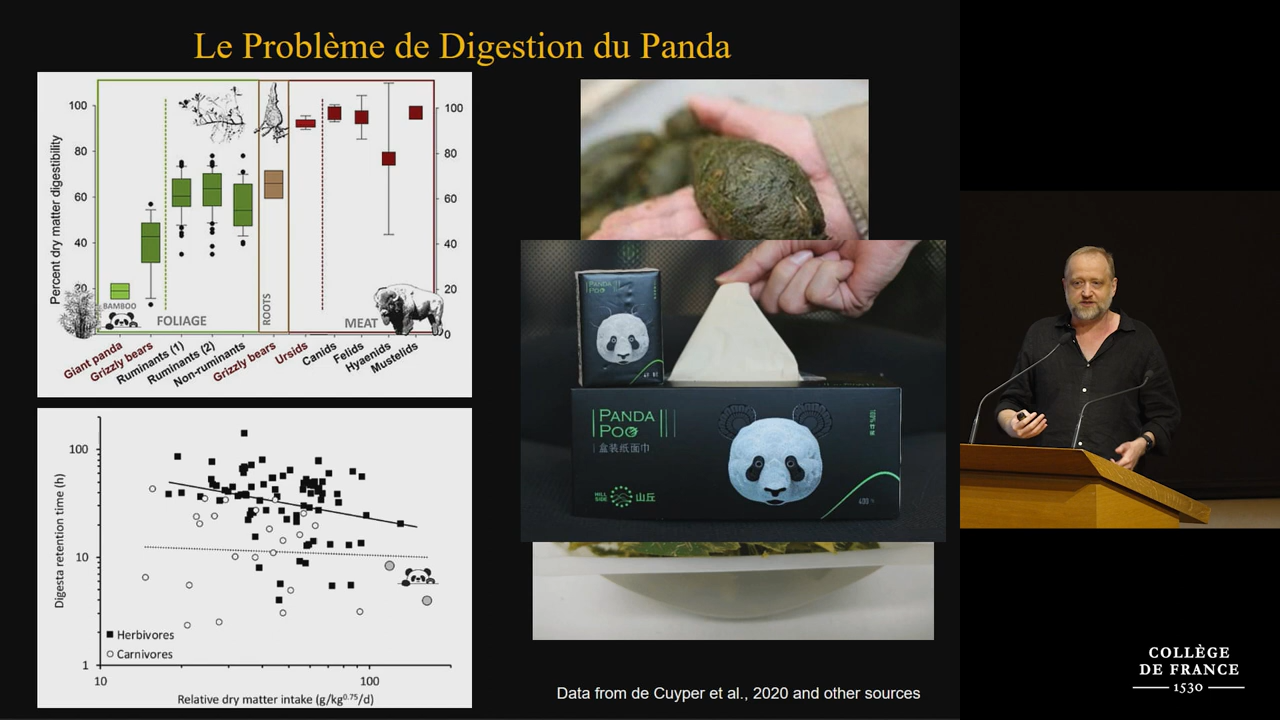 Le Problème de Digestion du Panda
Percent dry matter digestibility
100
80
60
40
20
100
80
60
40
20
0
BAMBOO
FOLIAGE
ROOTS
MEAT
Giant panda
Grizzly bears
Ruminants (1)
Ruminants (2)
Non-ruminants
Grizzly bears
Ursids
Canids
Felids
Hyaenids
Mustelids
Digesta retention time (h)
100
10
1
Herbivores
Carnivores
10
100
Relative dry matter intake (g/kg0.75/d)
PANDA
POO
PANDA
POO
盒装纸面巾
HILL
SIDE
山丘
Data from de Cuyper et al., 2020 and other sources
COLLÈGE
DE FRANCE
1530